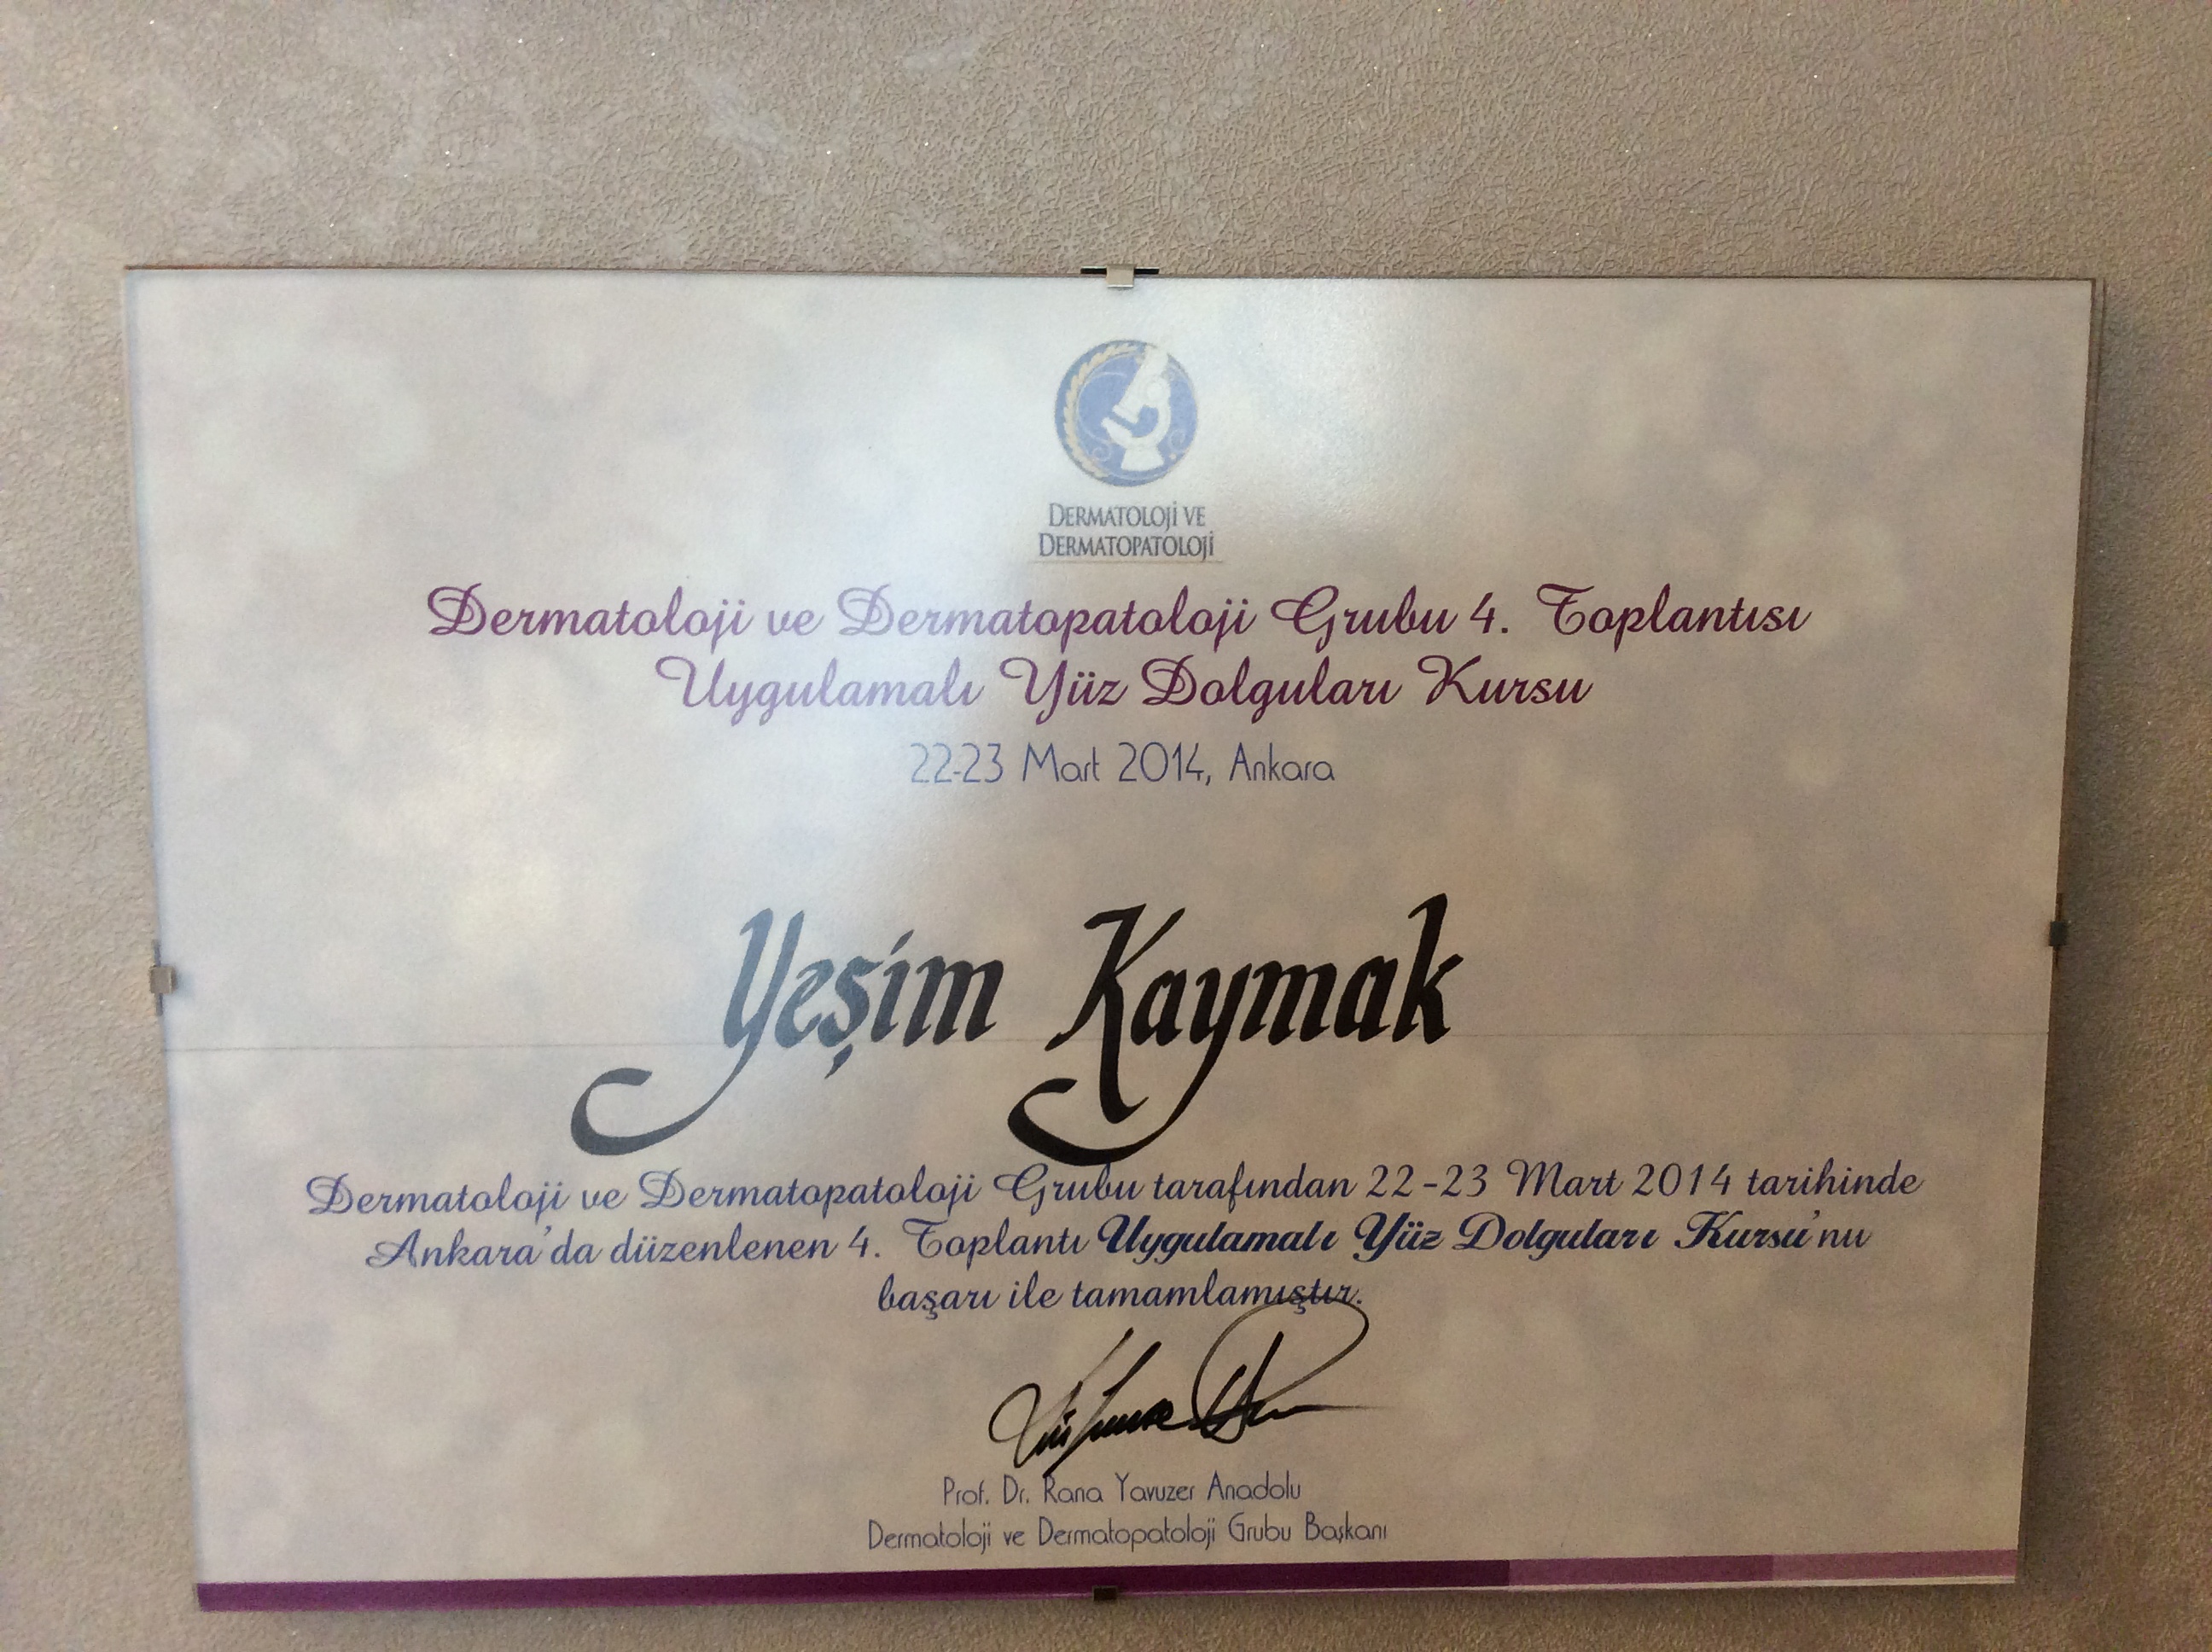 DERMATOLOJİ VE
DERMATOPATOLOJİ
Dermatoloji ve Dermatopatoloji Grubu 4. Toplantısı
Uygulamalı Yüz Dolguları Kursu
22-23 Mart 2014, Ankara
Yeşim Kaymak
Dermatoloji ve Dermatopatoloji Grubu tarafından 22-23 Mart 2014 tarihinde
Ankara'da düzenlenen 4. Toplantı Uygulamalı Yüz Dolguları Kursu'nu
başarı ile tamamlamıştır.
Prof. Dr. Rana Yavuzer Anadolu
Dermatoloji ve Dermatopatoloji Grubu Başkanı